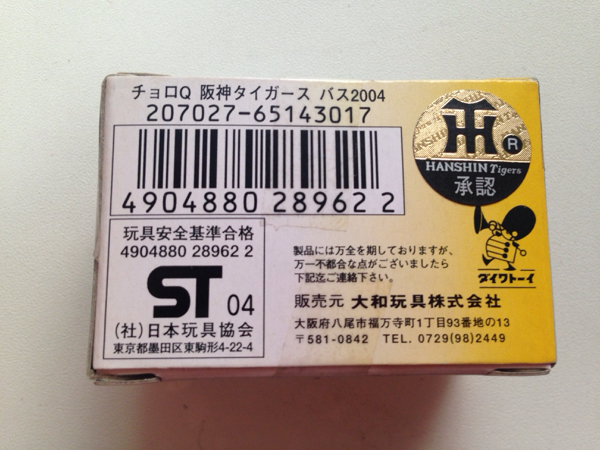 チョロQ 阪神タイガース バス2004
207027-65143017
4904880 28962 2
玩具安全基準合格
4904880 28962 2
ST 04
(社)日本玩具協会
東京都墨田区東駒形4-22-4
HANSHIN Tigers
承認
R
製品には万全を期しておりますが、
万一不都合な点がございましたら
下記迄ご連絡下さい。
ダイワトーイ
販売元 大和玩具株式会社
大阪府八尾市福万寺町1丁目93番地の13
〒581-0842 TEL. 0729(98)2449